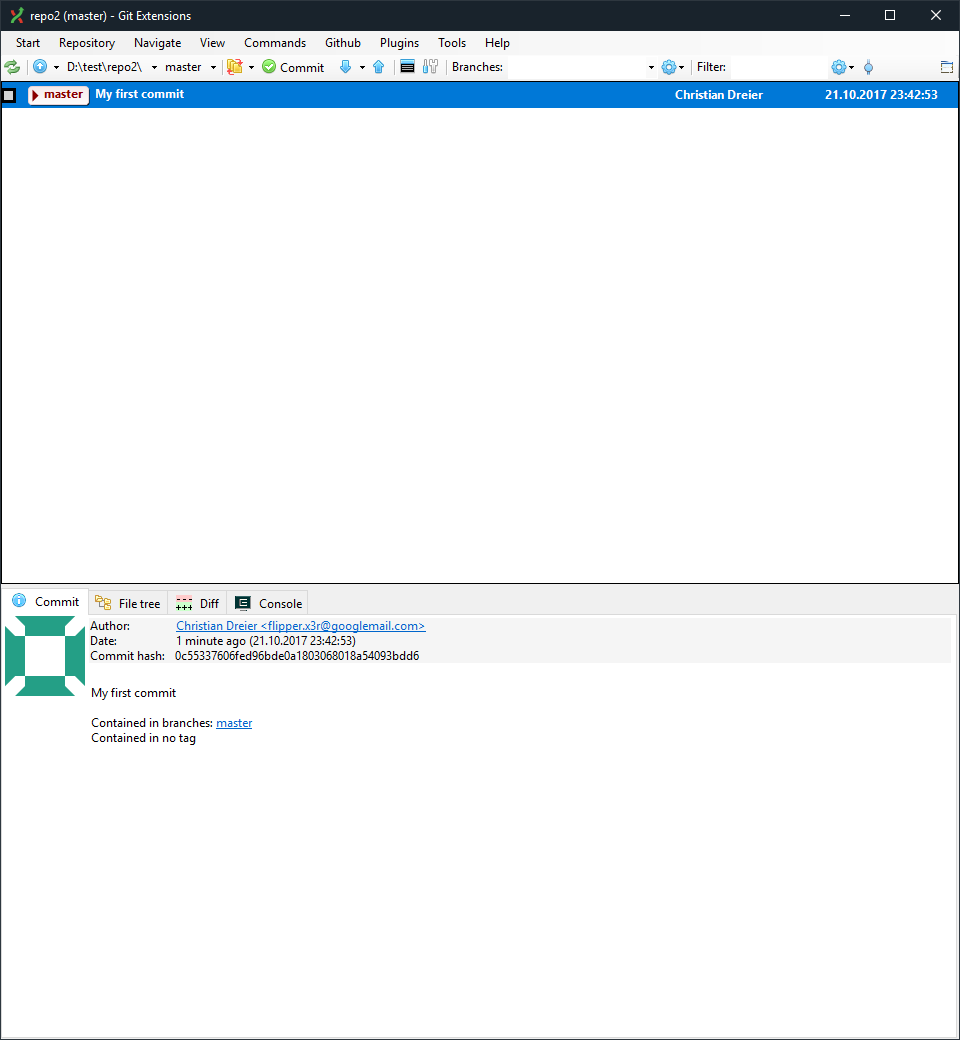 repo2 (master) - Git Extensions
Start Repository Navigate View Commands Github Plugins Tools Help
D:\test\repo2\ master Commit Branches: Filter:
master My first commit Christian Dreier 21.10.2017 23:42:53
Commit File tree Diff Console
Author: Christian Dreier <flipper.x3r@googlemail.com>
Date: 1 minute ago (21.10.2017 23:42:53)
Commit hash: 0c55337606fed96bde0a1803068018a54093bdd6
My first commit
Contained in branches: master
Contained in no tag